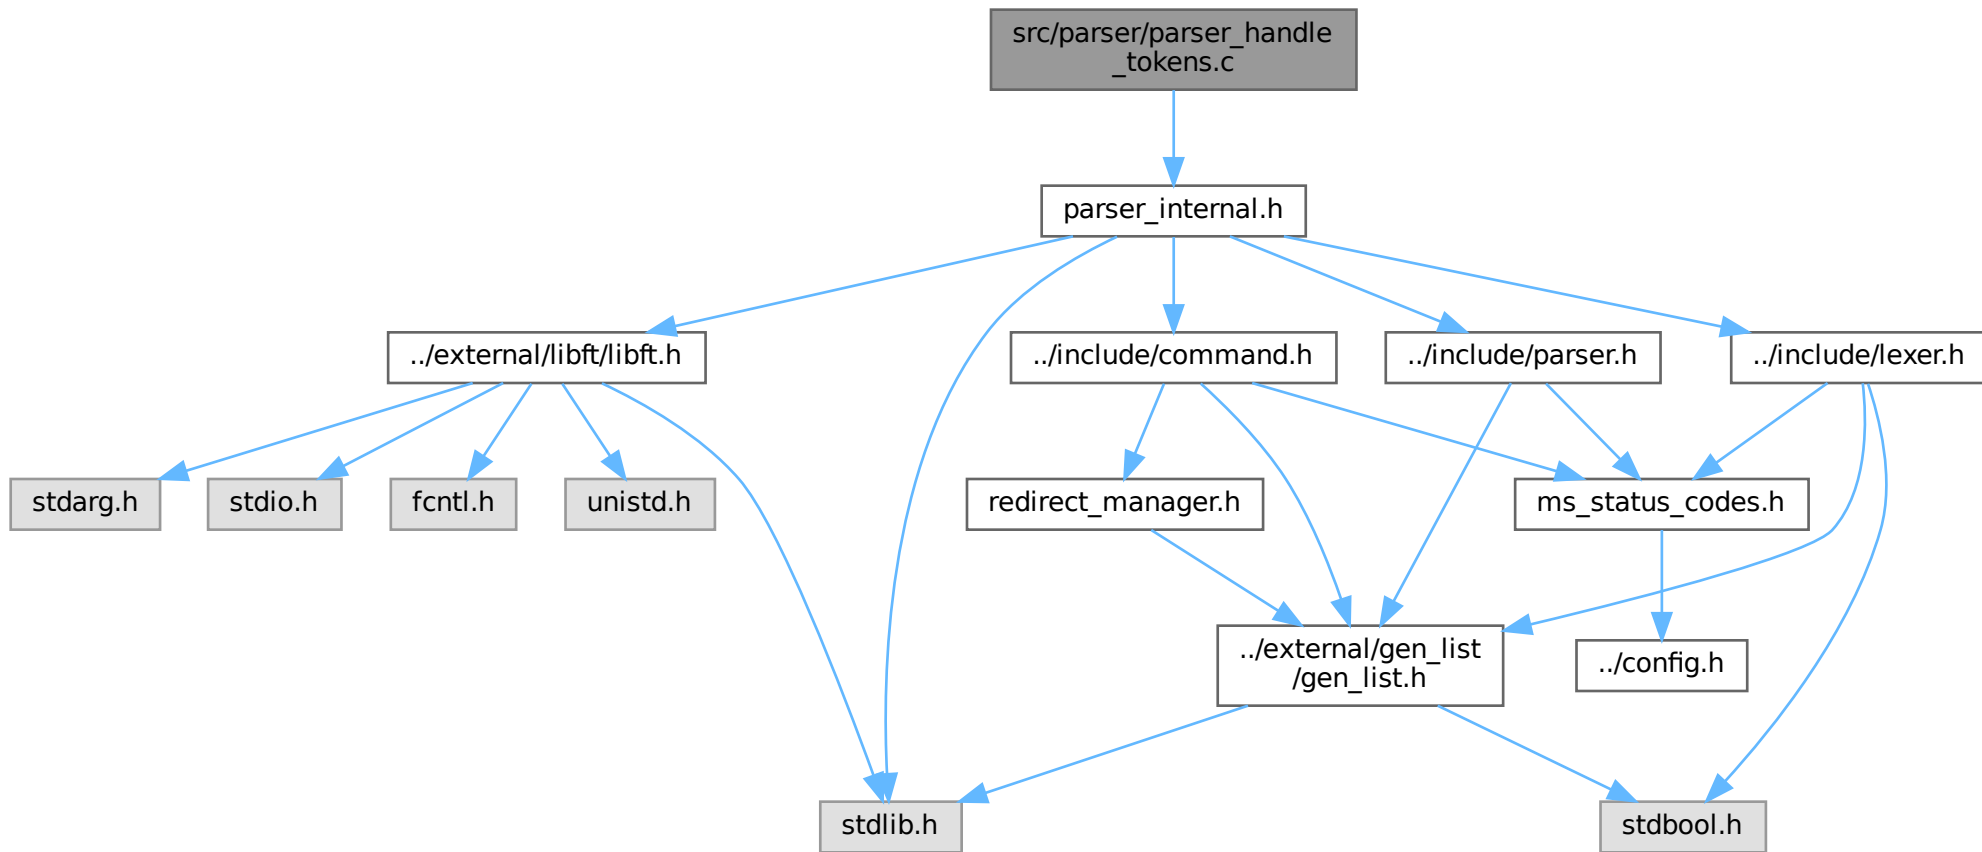 src/parser/parser_handle
_tokens.c
parser_internal.h
../external/libft/libft.h
../include/command.h
../include/parser.h
../include/lexer.h
stdarg.h
stdio.h
fcntl.h
unistd.h
redirect_manager.h
ms_status_codes.h
../external/gen_list
/gen_list.h
../config.h
stdlib.h
stdbool.h